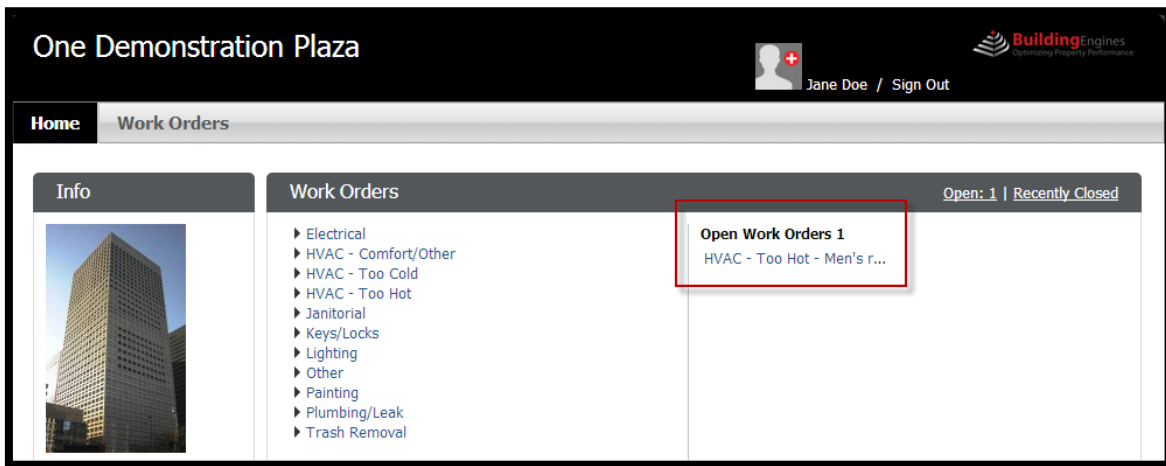 One Demonstration Plaza
BuildingEngines
Optimizing Property Performance
Jane Doe / Sign Out
Home Work Orders
Info
Work Orders
Open: 1 | Recently Closed
Electrical
HVAC - Comfort/Other
HVAC - Too Cold
HVAC - Too Hot
Janitorial
Keys/Locks
Lighting
Other
Painting
Plumbing/Leak
Trash Removal
Open Work Orders 1
HVAC - Too Hot - Men's r...